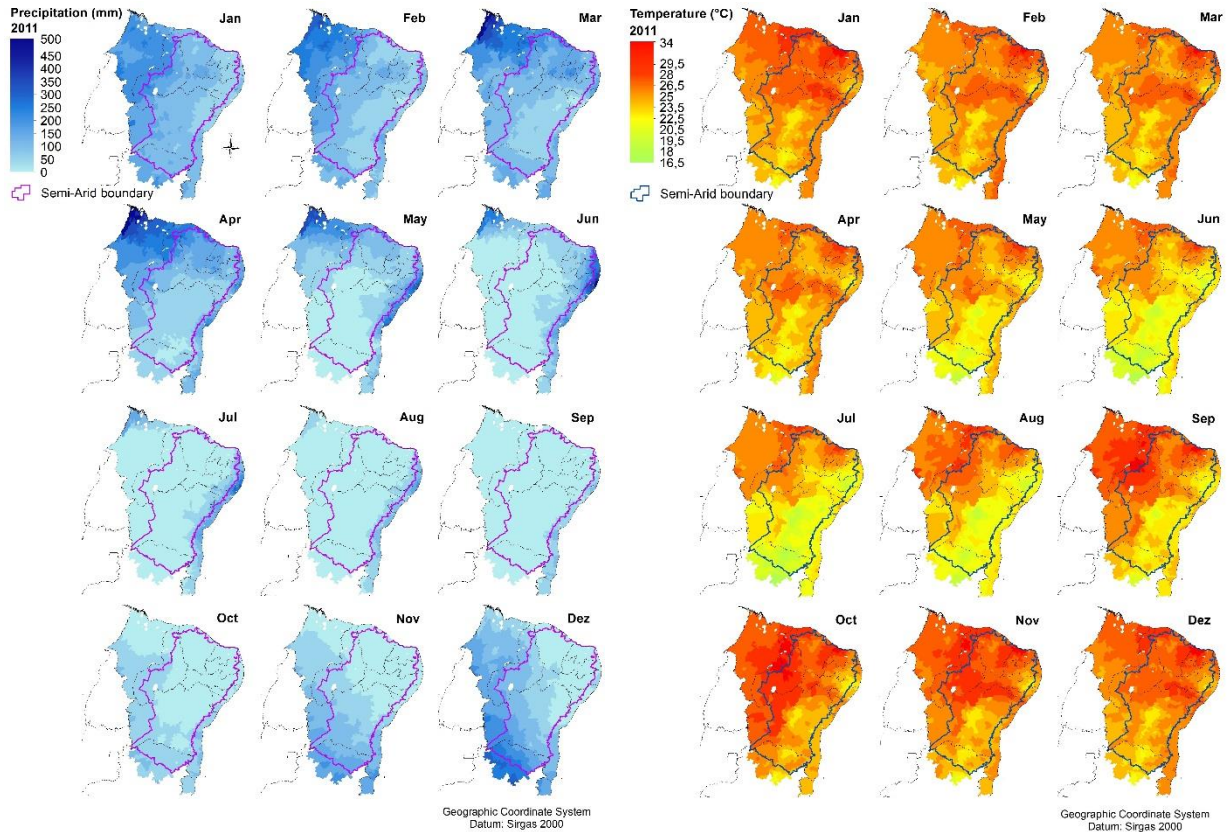 Precipitation (mm)
2011
500
450
400
350
300
250
200
150
100
50
0
Semi-Arid boundary
Jan
Feb
Mar
Apr
May
Jun
Jul
Aug
Sep
Oct
Nov
Dez
Geographic Coordinate System
Datum: Sirgas 2000
Temperature (°C)
2011
34
29,5
28,5
26,5
25,5
23,5
22,5
20,5
18
16,5
Semi-Arid boundary
Jan
Feb
Mar
Apr
May
Jun
Jul
Aug
Sep
Oct
Nov
Dez
Geographic Coordinate System
Datum: Sirgas 2000